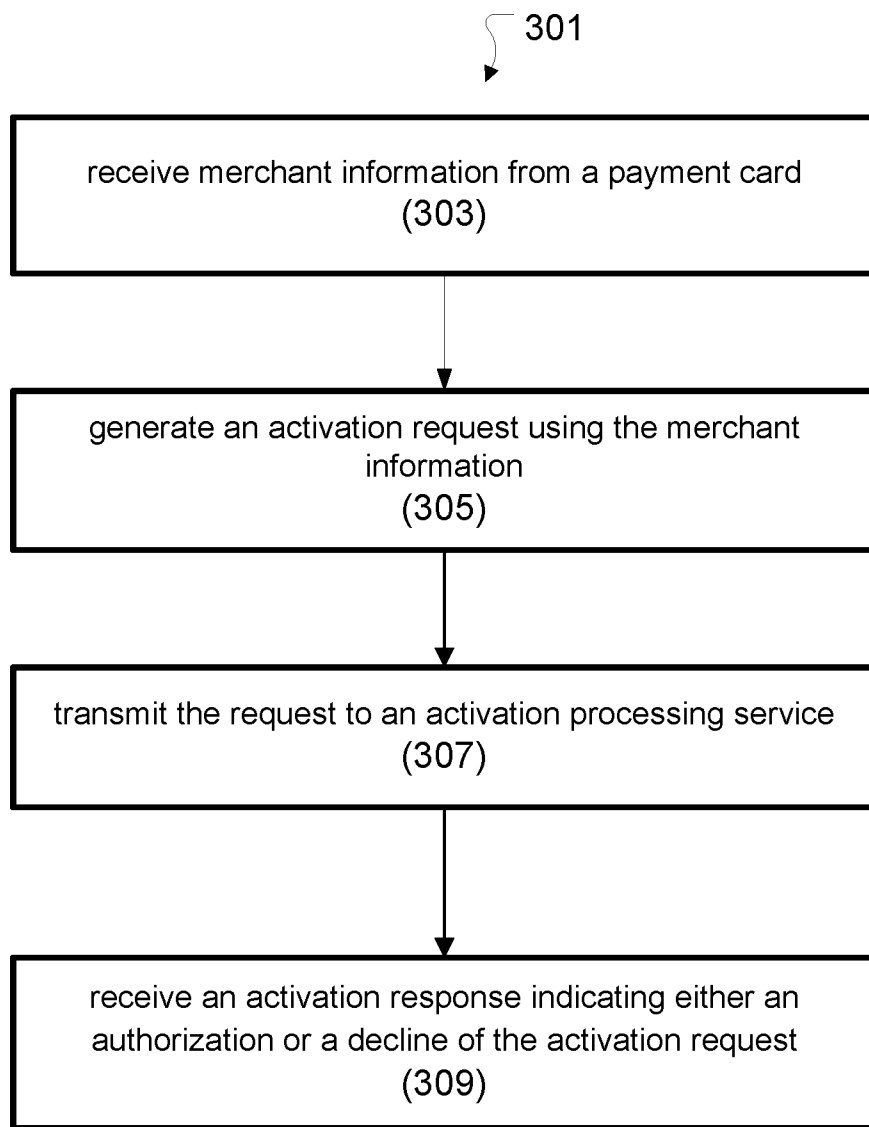 301
receive merchant information from a payment card
(303)
generate an activation request using the merchant
information
(305)
transmit the request to an activation processing service
(307)
receive an activation response indicating either an
authorization or a decline of the activation request
(309)